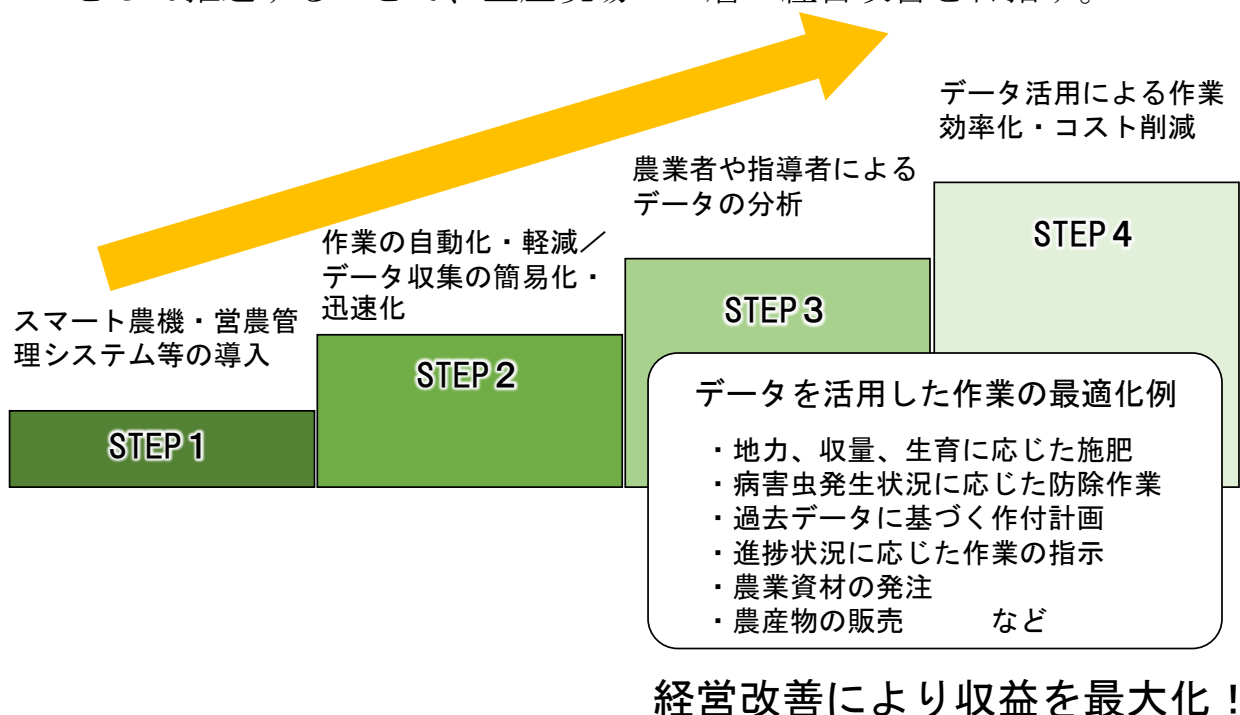 スマート農機・営農管
理システム等の導入
STEP1
作業の自動化・軽減/
データ収集の簡易化・
迅速化
STEP2
農業者や指導者による
データの分析
STEP3
データ活用による作業
効率化・コスト削減
STEP4
データを活用した作業の最適化例
・地力、収量、生育に応じた施肥
・病害虫発生状況に応じた防除作業
・過去データに基づく作付計画
・進捗状況に応じた作業の指示
・農業資材の発注
・農産物の販売 など
経営改善により収益を最大化!